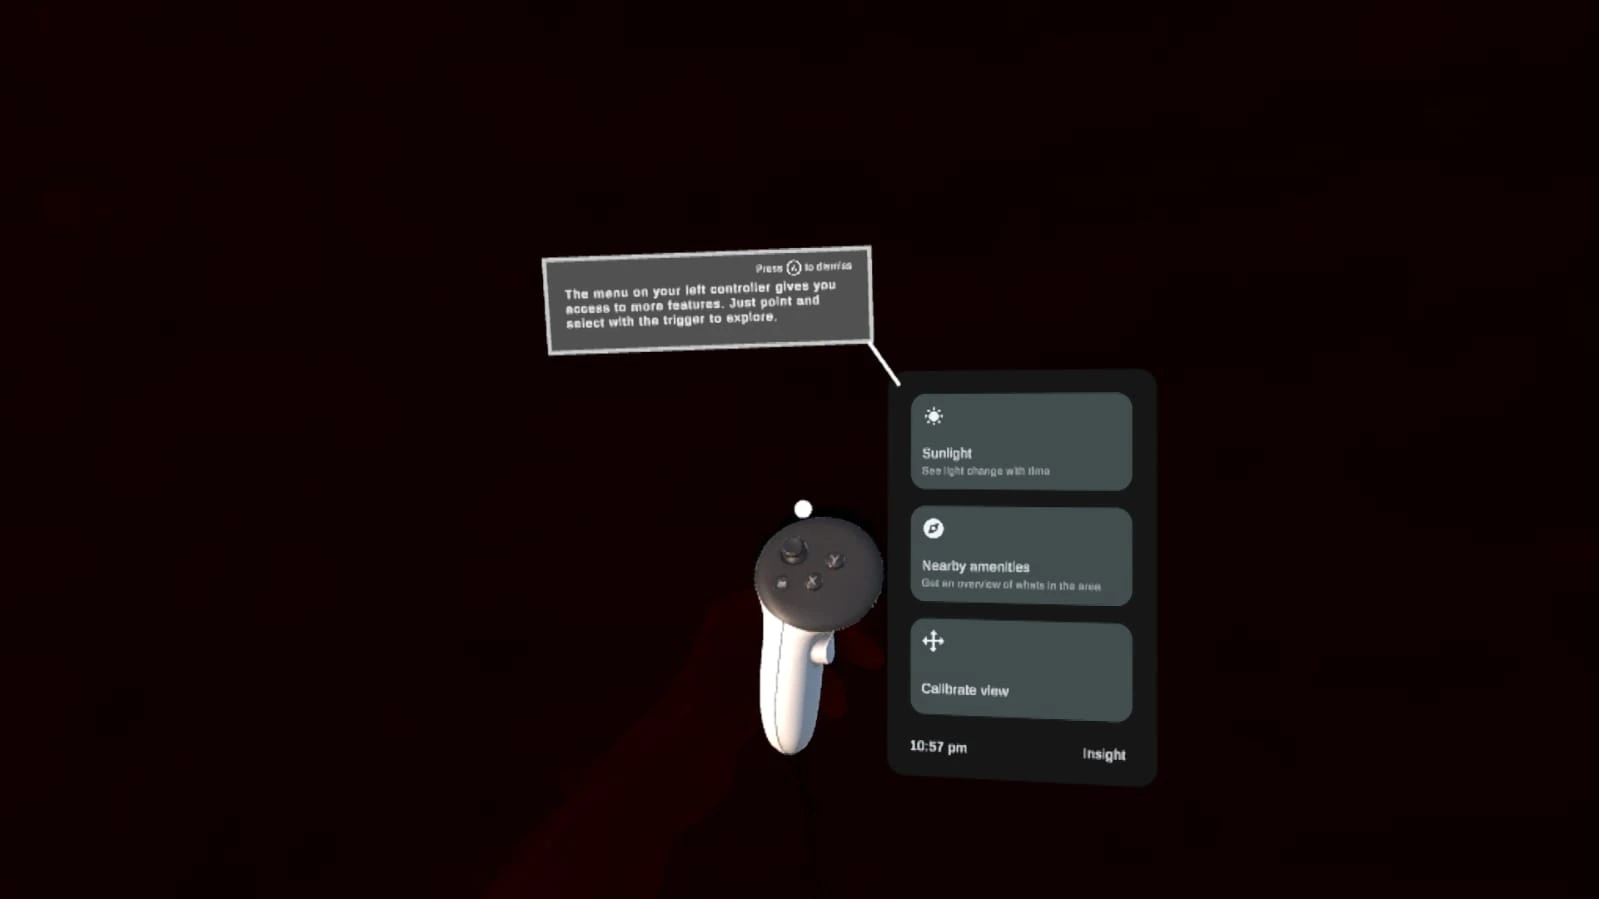 Press A to dismiss
The menu on your left controller gives you
access to more features. Just point and
select with the trigger to explore.
Sunlight
See light change with time
Nearby amenities
Get an overview of whats in the area
Calibrate view
10:57 pm
Insight
Y
X